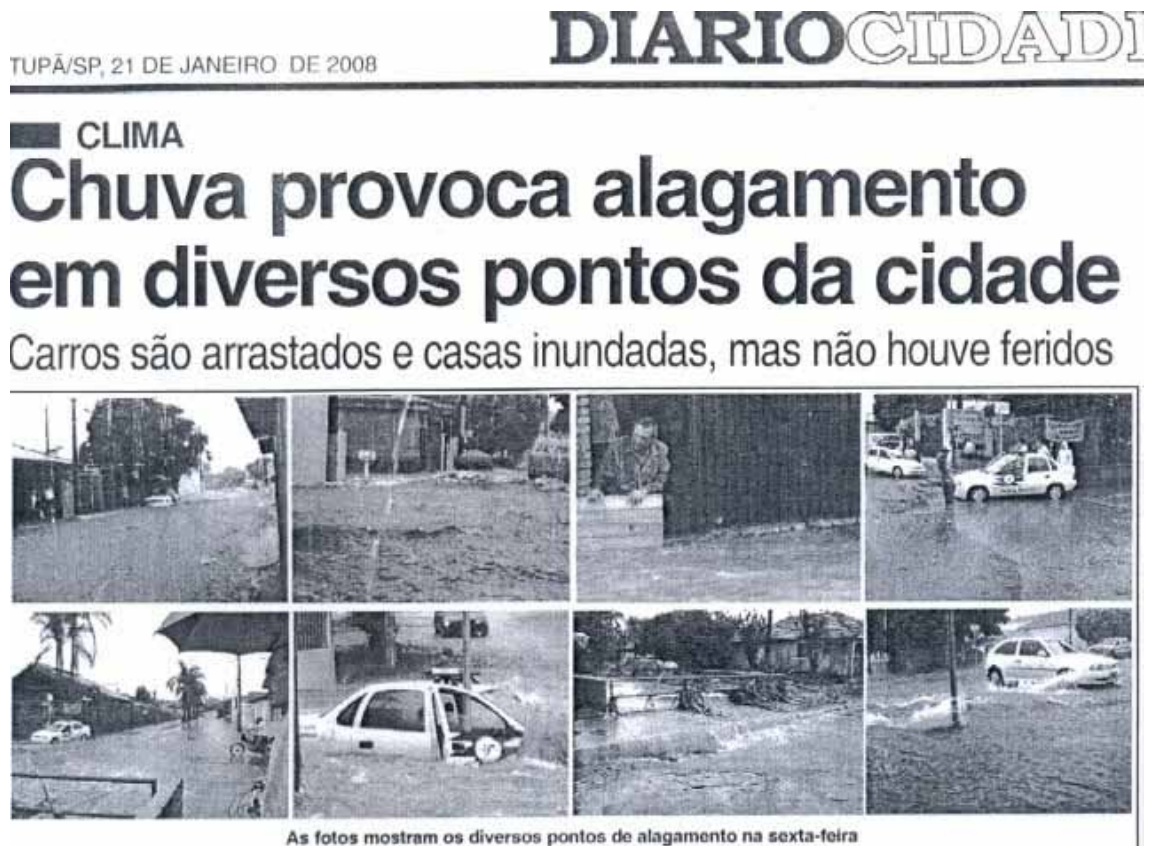 DIARIOCIDADE
TUPÃ/SP, 21 DE JANEIRO DE 2008
CLIMA
Chuva provoca alagamento
em diversos pontos da cidade
Carros são arrastados e casas inundadas, mas não houve feridos
As fotos mostram os diversos pontos de alagamento na sexta-feira